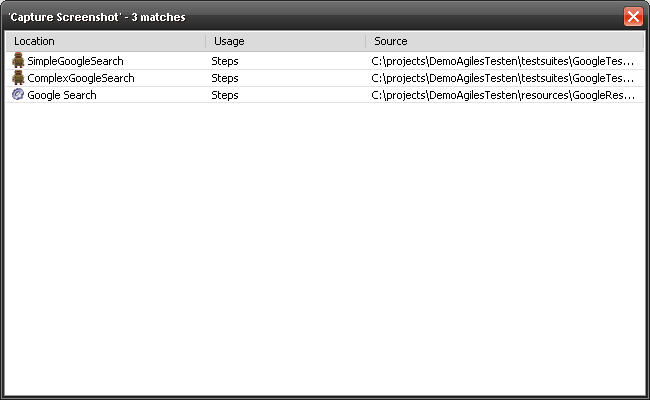 'Capture Screenshot' - 3 matches
Location Usage Source
SimpleGoogleSearch Steps C:\projects\DemoAgilesTesten\testsuites\GoogleTes...
ComplexGoogleSearch Steps C:\projects\DemoAgilesTesten\testsuites\GoogleTes...
Google Search Steps C:\projects\DemoAgilesTesten\resources\GoogleRes...